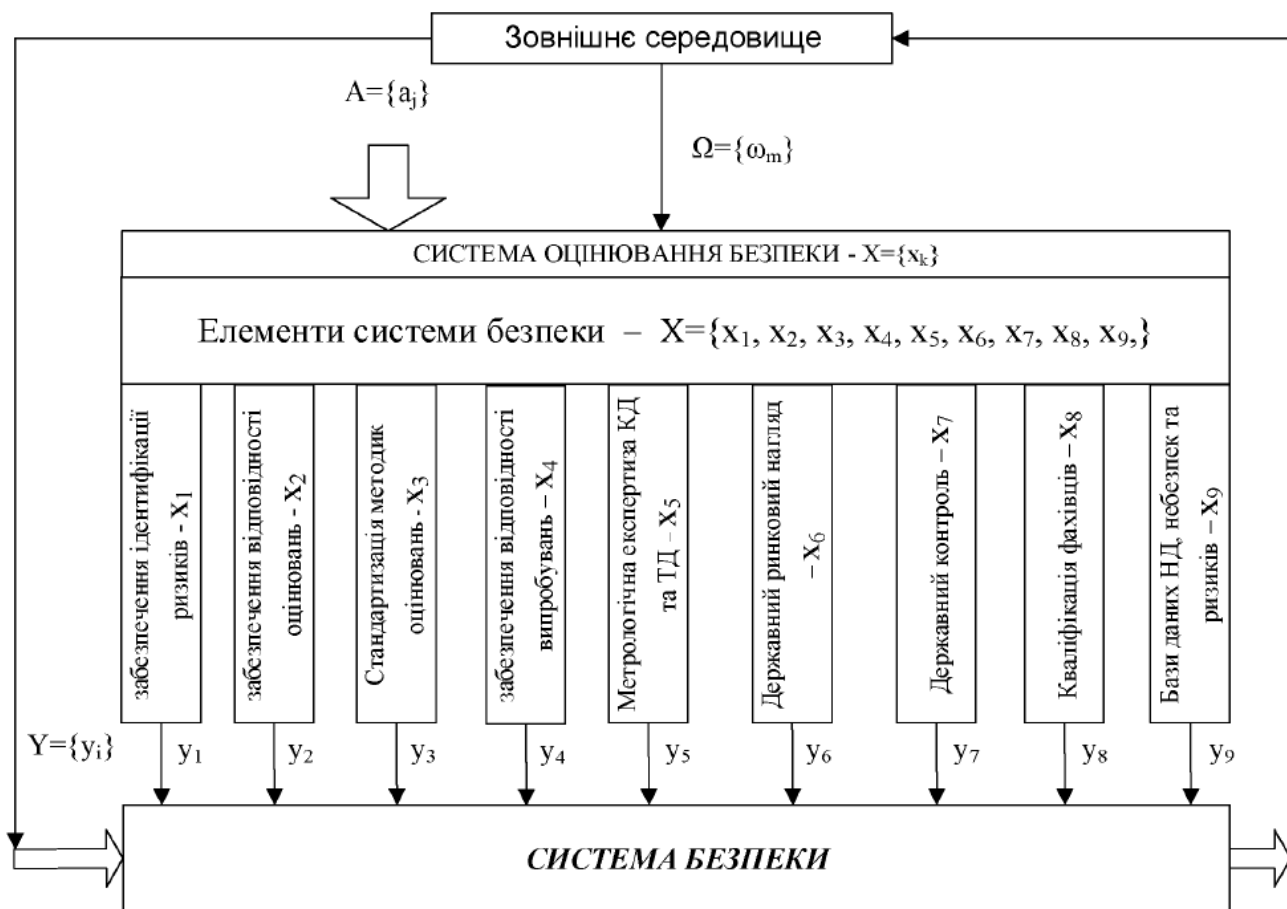 Зовнішнє середовище
A={aj}
Ω={ωm}
СИСТЕМА ОЦІНЮВАННЯ БЕЗПЕКИ - X={xk}
Елементи системи безпеки – X={x1, x2, x3, x4, x5, x6, x7, x8, x9,}
забезпечення ідентифікації
ризиків - X1
забезпечення відповідності
оцінювань - X2
Стандартизація методик
оцінювань - X3
забезпечення відповідності
випробувань – X4
Метрологічна експертиза КД
та ТД – X5
Державний ринковий нагляд
– X6
Державний контроль – X7
Кваліфікація фахівців – X8
Бази даних НД, небезпек та
ризиків – X9
Y={yi}
y1
y2
y3
y4
y5
y6
y7
y8
y9
СИСТЕМА БЕЗПЕКИ